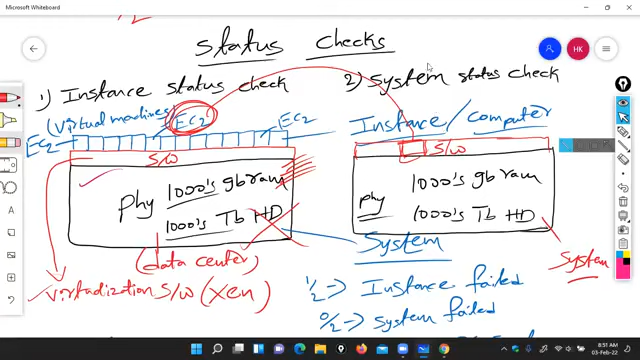 Microsoft Whiteboard
HK
status checks
1) Instance status check
2) System status check
(virtual machines)
EC2
EC2
EC2
Instance/computer
S/W
S/W
phy 1000's gb ram
1000's Tb HD
phy
1000's gb ram
1000's Tb HD
System
System
(data center)
virtualization S/W (xen)
1/2 -> Instance failed
0/2 -> system failed
8:51 AM
03-Feb-22